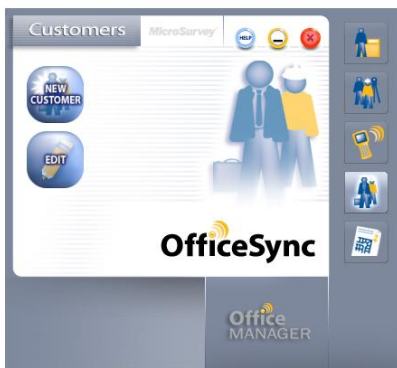 Customers
MicroSurvey
HELP
NEW
CUSTOMER
EDIT
OfficeSync
Office
MANAGER